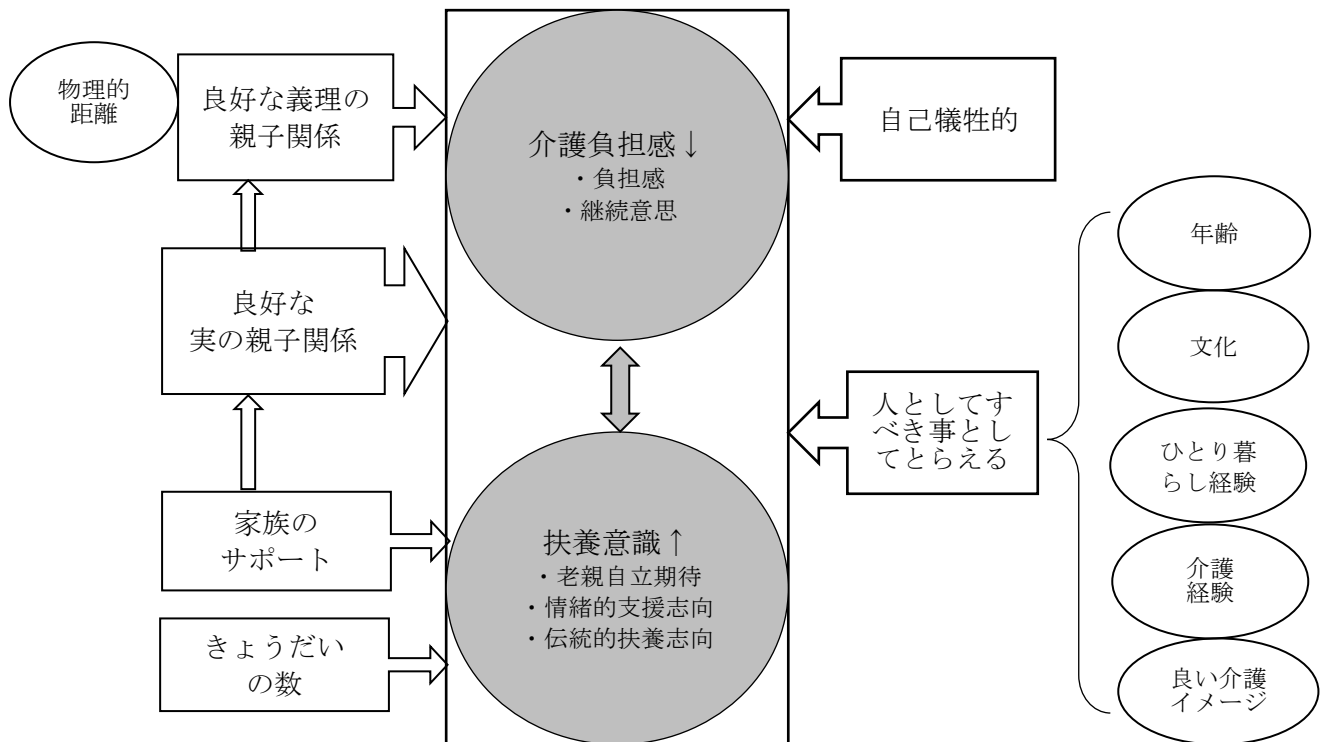 物理的
距離
良好な義理の
親子関係
介護負担感↓
・負担感
・継続意思
自己犠牲的
良好な
実の親子関係
家族の
サポート
きょうだい
の数
扶養意識↑
・老親自立期待
・情緒的支援志向
・伝統的扶養志向
人としてす
べき事とし
てとらえる
年齢
文化
ひとり暮
らし経験
介護
経験
良い介護
イメージ